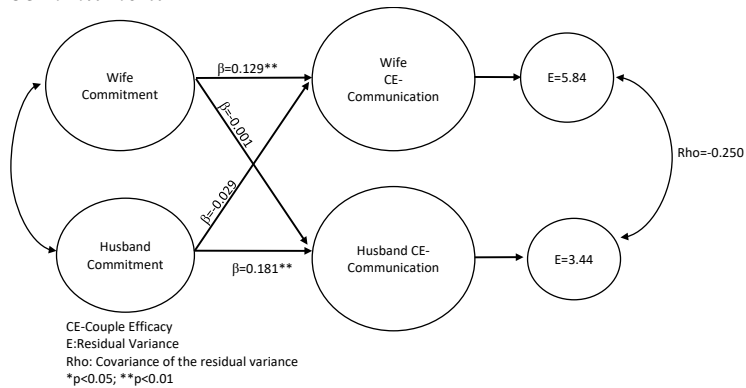 Wife
Commitment
β=0.129**
Wife
CE-
Communication
E=5.84
β=-0.001
Rho=-0.250
β=-0.029
Husband
Commitment
β=0.181**
Husband CE-
Communication
E=3.44
CE-Couple Efficacy
E:Residual Variance
Rho: Covariance of the residual variance
*p<0.05; **p<0.01